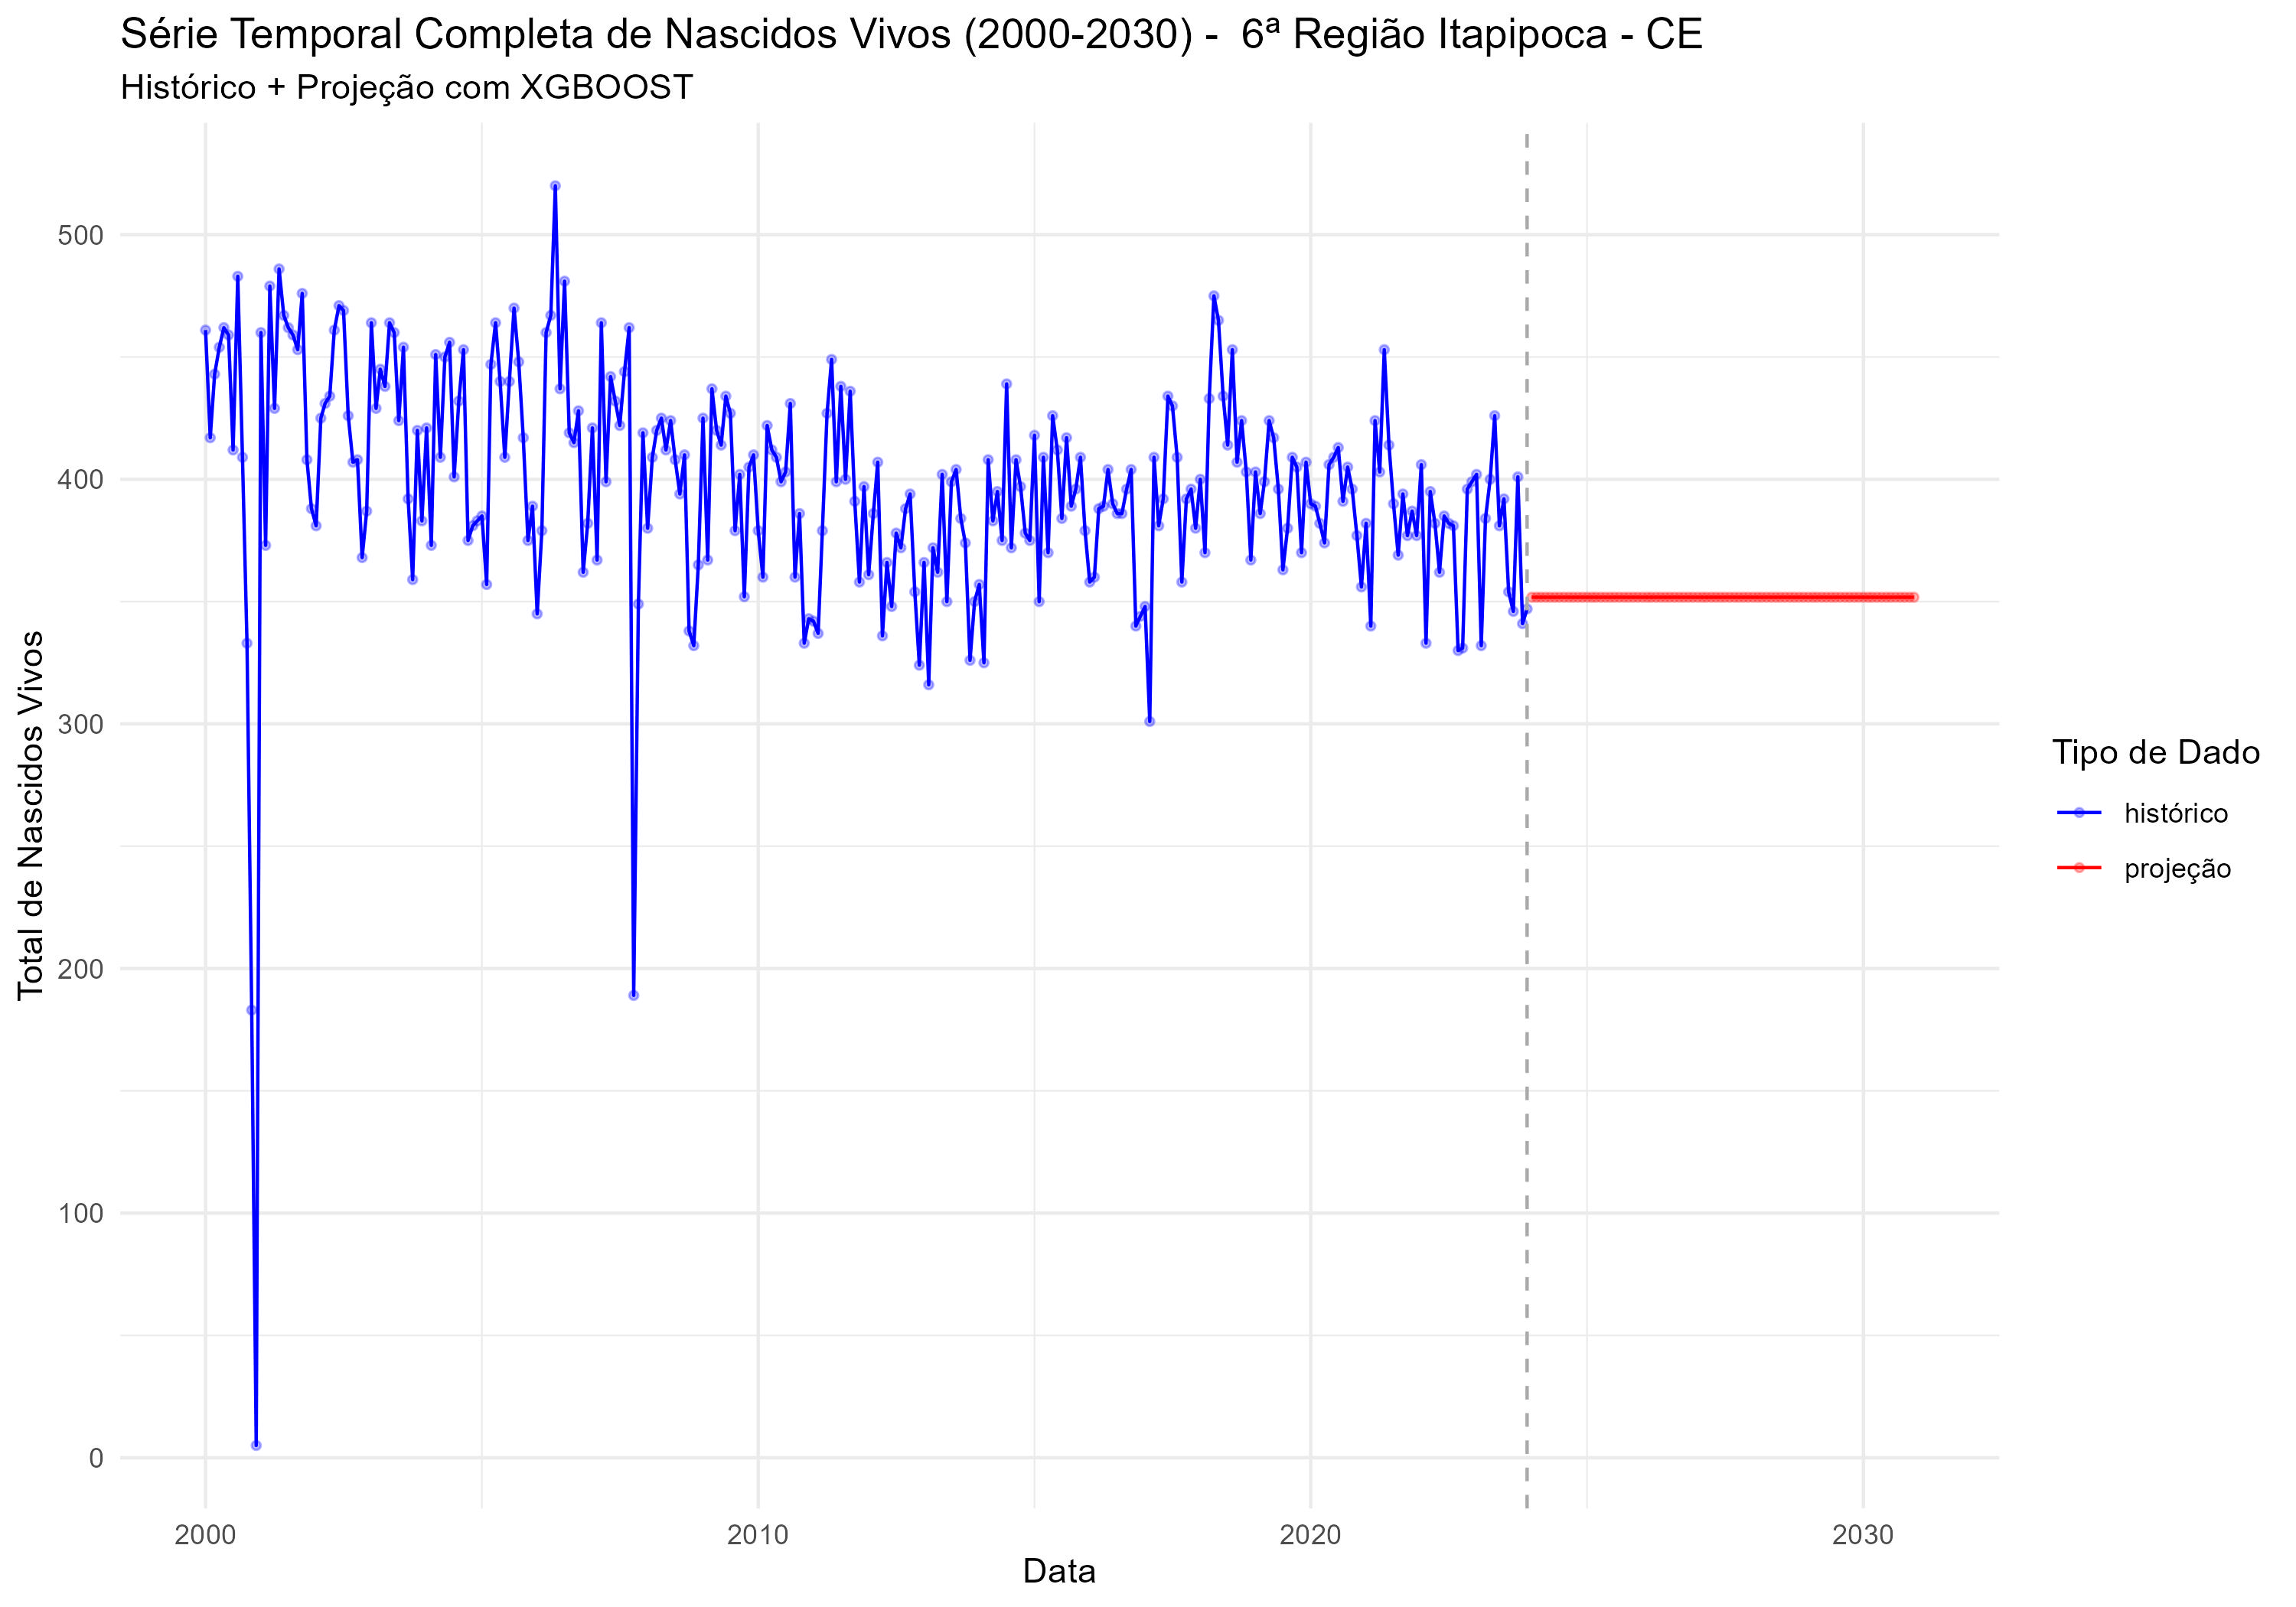 Série Temporal Completa de Nascidos Vivos (2000-2030) -  6ª Região Itapipoca - CE
Histórico + Projeção com XGBOOST
Total de Nascidos Vivos
500
400
300
200
100
0
2000
2010
2020
2030
Data
Tipo de Dado
histórico
projeção